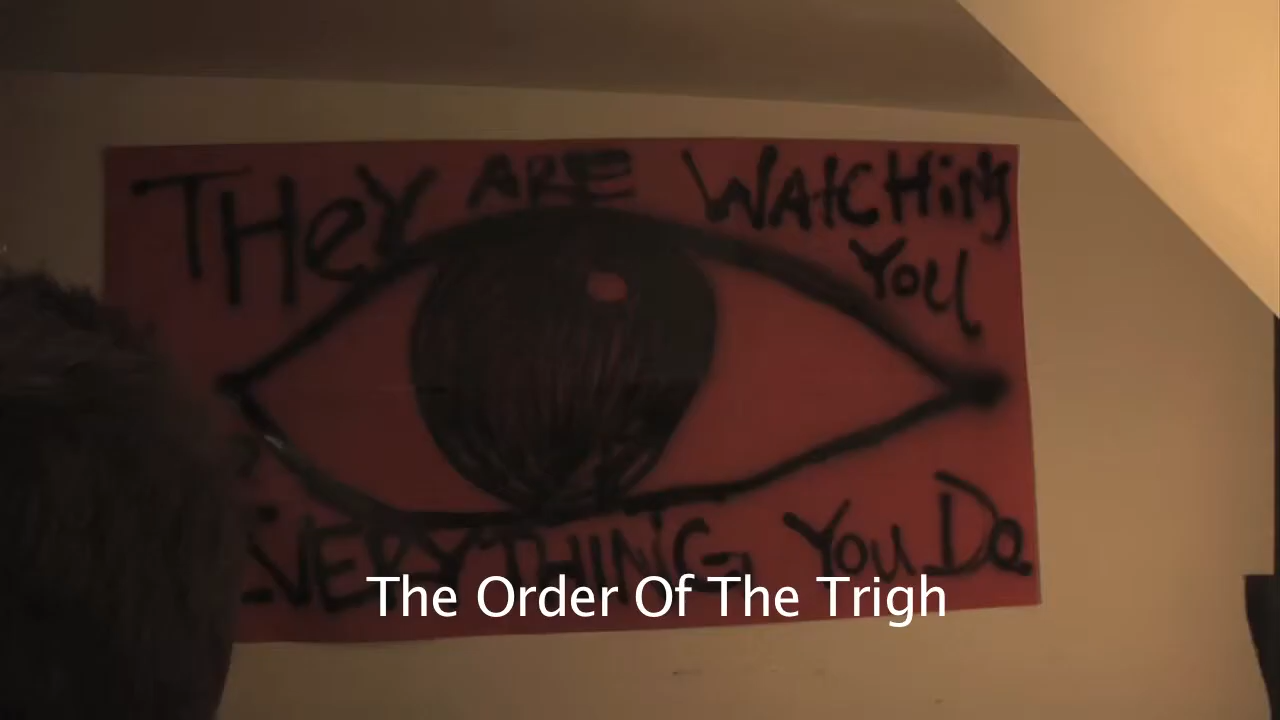 THeY ARE WATCHiNg
You
EVERYTHiNG You Do
The Order Of The Trigh